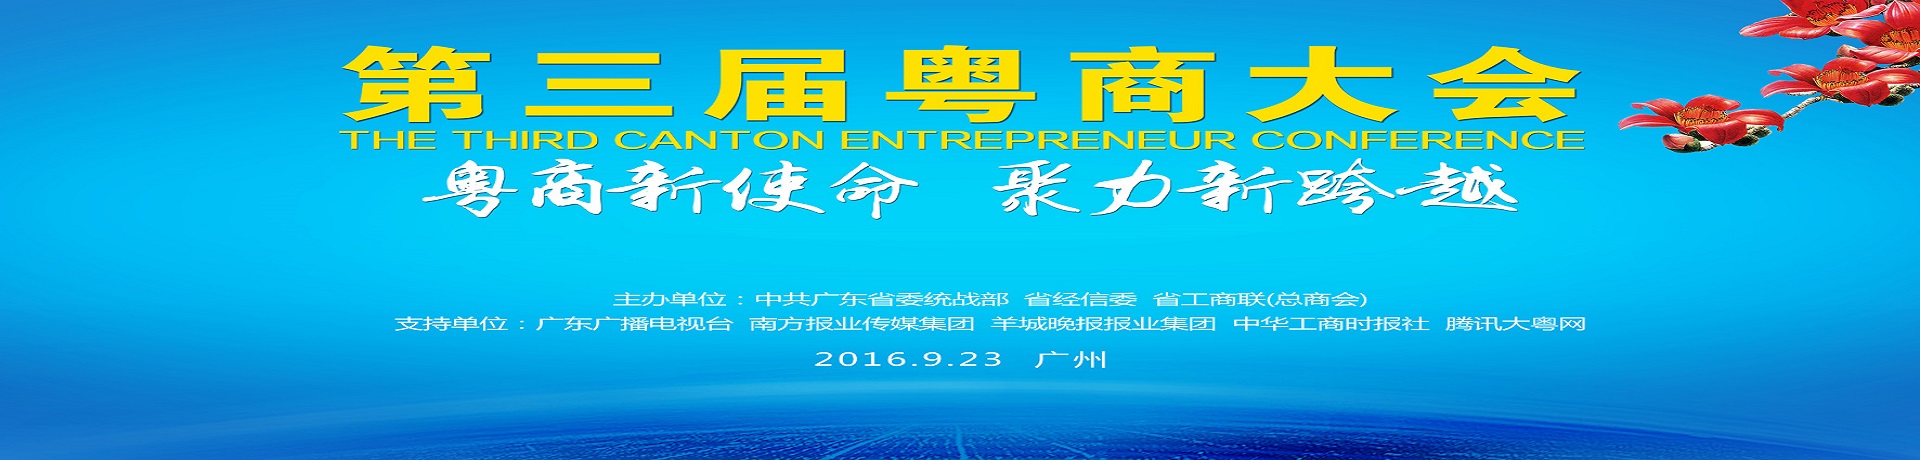 第三届粤商大会
THE THIRD CANTON ENTREPRENEUR CONFERENCE
粤商新使命 聚力新跨越
主办单位：中共广东省委统战部 省经信委 省工商联(总商会)
支持单位：广东广播电视台 南方报业传媒集团 羊城晚报报业集团 中华工商时报社 腾讯大粤网
2016.9.23 广州